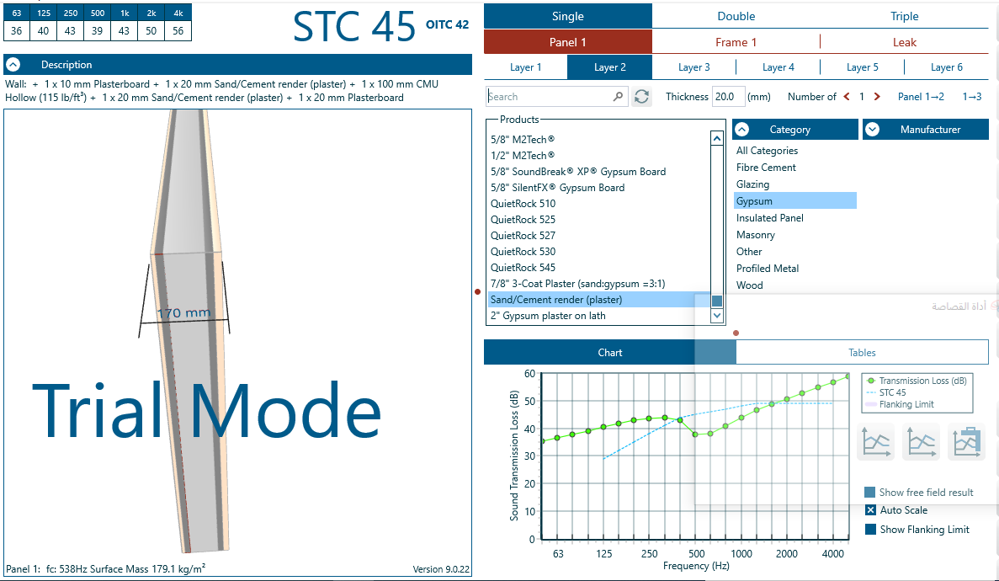 63 125 250 500 1k 2k 4k
36 40 43 39 43 50 56
STC 45 OITC 42
Description
Wall: + 1 x 10 mm Plasterboard + 1 x 20 mm Sand/Cement render (plaster) + 1 x 100 mm CMU
Hollow (115 lb/ft³) + 1 x 20 mm Sand/Cement render (plaster) + 1 x 20 mm Plasterboard
170 mm
Trial Mode
Panel 1: fc: 538Hz Surface Mass 179.1 kg/m²
Version 9.0.22
Single Double Triple
Panel 1 Frame 1 Leak
Layer 1 Layer 2 Layer 3 Layer 4 Layer 5 Layer 6
Search Thickness 20.0 (mm) Number of < 1 > Panel 1→2 1→3
Products
5/8" M2Tech®
1/2" M2Tech®
5/8" SoundBreak® XP® Gypsum Board
5/8" SilentFX® Gypsum Board
QuietRock 510
QuietRock 525
QuietRock 527
QuietRock 530
QuietRock 545
7/8" 3-Coat Plaster (sand:gypsum =3:1)
Sand/Cement render (plaster)
2" Gypsum plaster on lath
Category
All Categories
Fibre Cement
Glazing
Gypsum
Insulated Panel
Masonry
Other
Profiled Metal
Wood
Manufacturer
أداة القصاصة
Chart Tables
Sound Transmission Loss (dB)
60
50
40
30
20
10
0
63 125 250 500 1000 2000 4000
Frequency (Hz)
Transmission Loss (dB)
STC 45
Flanking Limit
Show free field result
Auto Scale
Show Flanking Limit